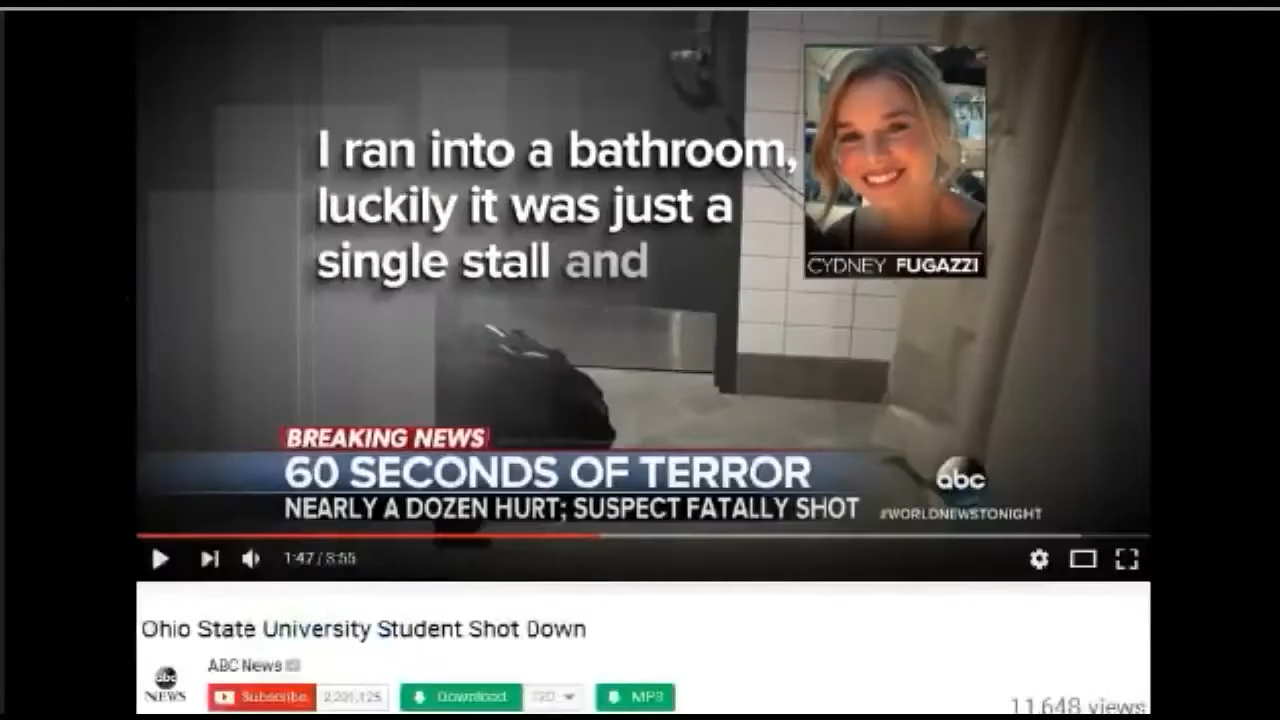 I ran into a bathroom,
luckily it was just a
single stall and
CYDNEY FUGAZZI
BREAKING NEWS
60 SECONDS OF TERROR
NEARLY A DOZEN HURT; SUSPECT FATALLY SHOT
abc
#WORLDNEWSTONIGHT
1:47 / 3:55
Ohio State University Student Shot Down
abc
NEWS
ABC News
Subscribe
Download
MP3
11,648 views